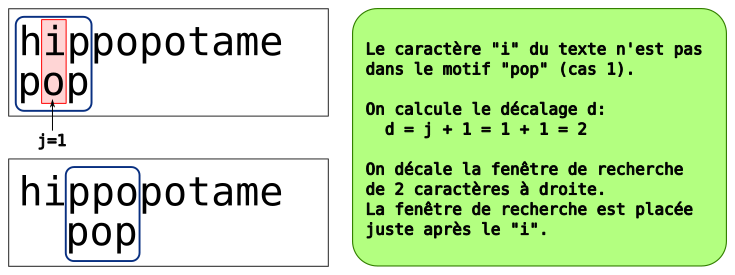 hippopotame
pop
j=1
hippopotame
pop
Le caractère "i" du texte n'est pas
dans le motif "pop" (cas 1).
On calcule le décalage d:
d = j + 1 = 1 + 1 = 2
On décale la fenêtre de recherche
de 2 caractères à droite.
La fenêtre de recherche est placée
juste après le "i".